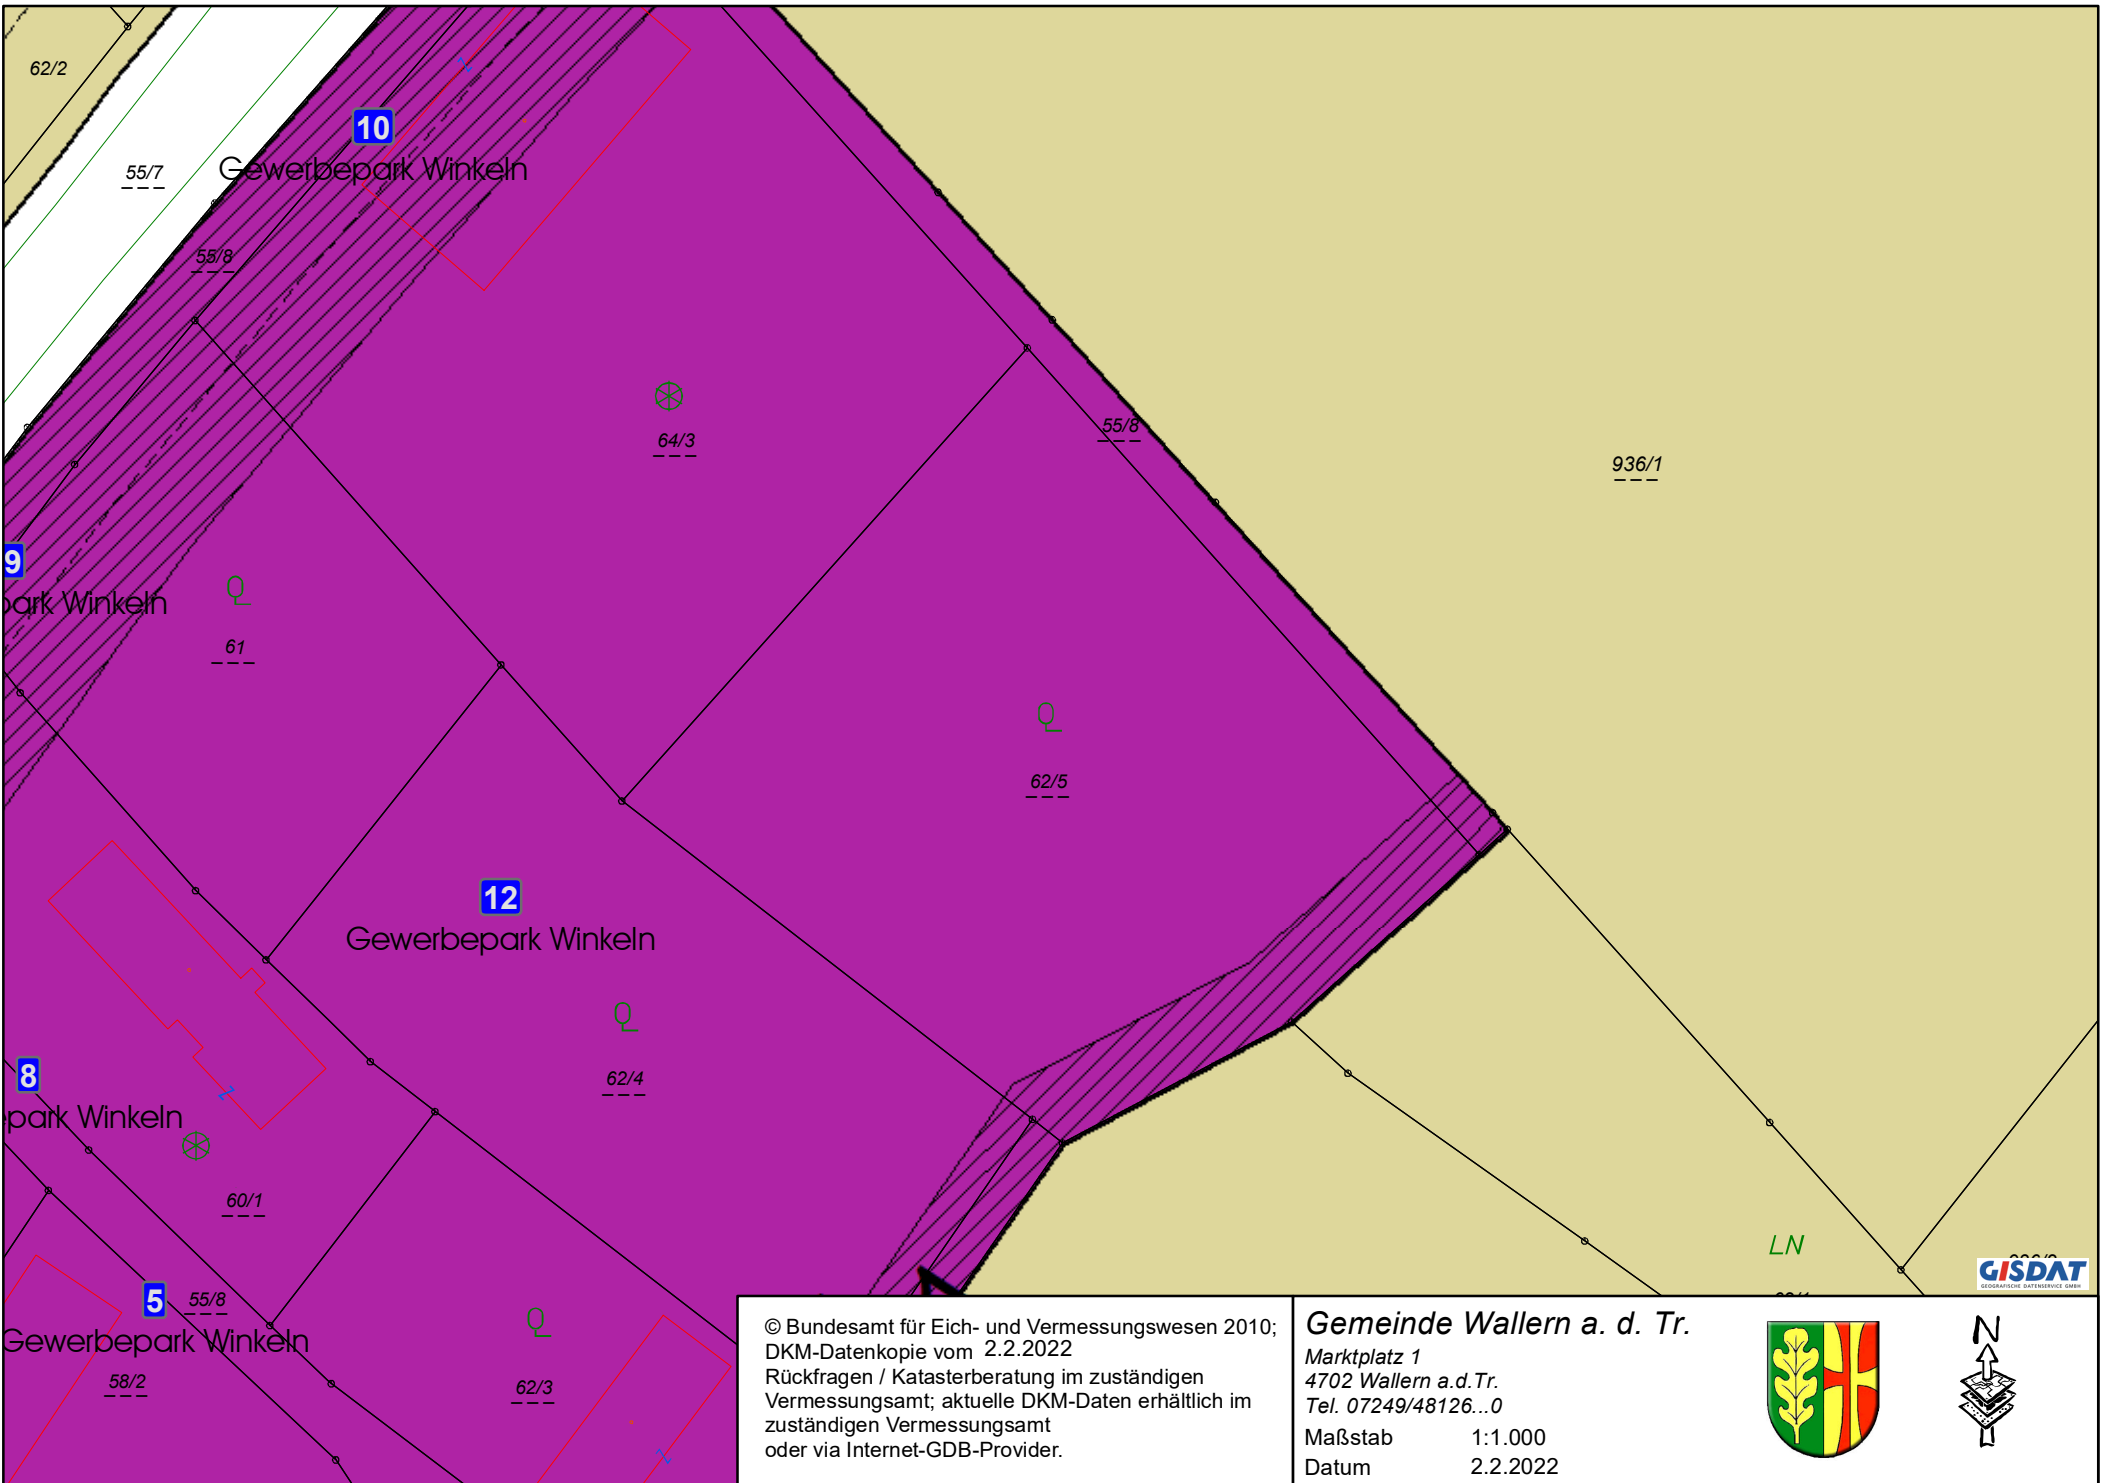 62/2
10
Gewerbepark Winkeln
55/7
55/8
64/3
55/8
936/1
9
park Winkeln
61
62/5
12
Gewerbepark Winkeln
62/4
8
park Winkeln
60/1
LN
GISDAT
GEOGRAFISCHE DATENSERVICE GMBH
5
55/8
Gewerbepark Winkeln
58/2
62/3
© Bundesamt für Eich- und Vermessungswesen 2010;
DKM-Datenkopie vom 2.2.2022
Rückfragen / Katasterberatung im zuständigen
Vermessungsamt; aktuelle DKM-Daten erhältlich im
zuständigen Vermessungsamt
oder via Internet-GDB-Provider.
Gemeinde Wallern a. d. Tr.
Marktplatz 1
4702 Wallern a.d.Tr.
Tel. 07249/48126...0
Maßstab 1:1.000
Datum 2.2.2022
N